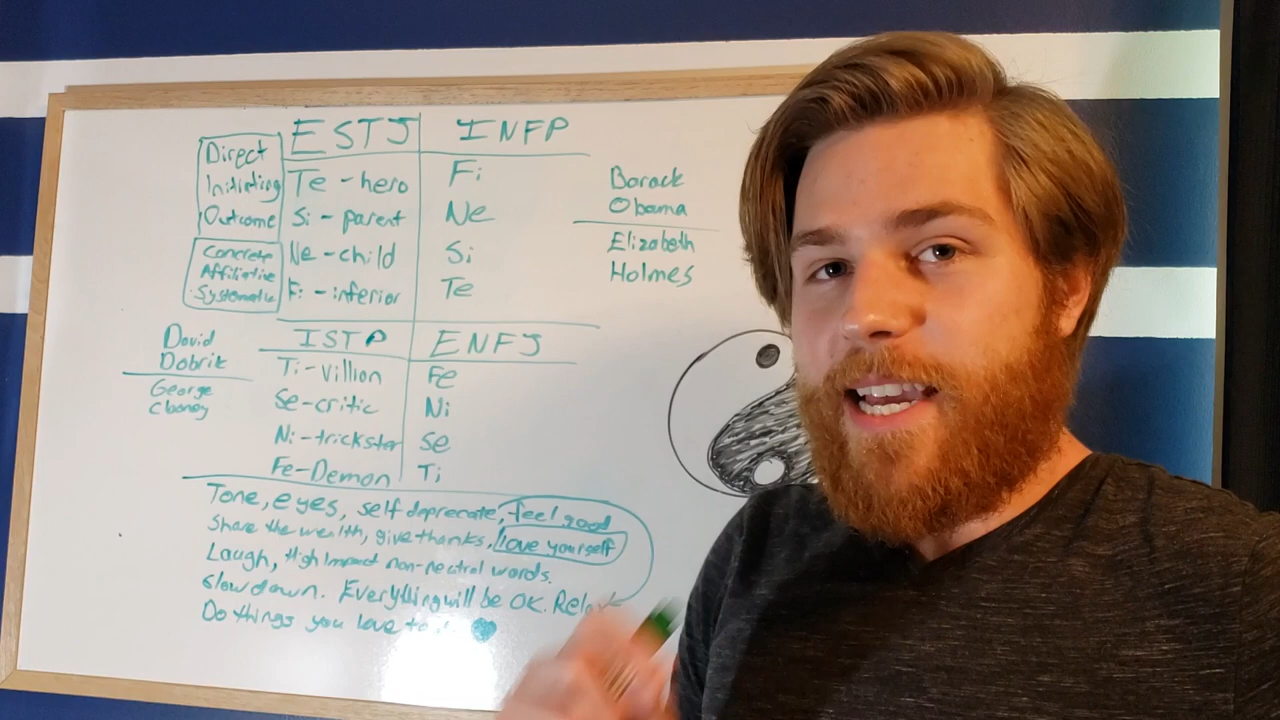 ESTJ INFP
Direct
Initiating
Outcome
Te - hero Fi
Si - parent Ne
Concrete
Affiliative
Systematic
Ne - child Si
Fi - inferior Te
Barack
Obama
Elizabeth
Holmes
David
Dobrik
George
Clooney
ISTP ENFJ
Ti - villion Fe
Se - critic Ni
Ni - trickster Se
Fe - Demon Ti
Tone, eyes, self deprecate, feel good
Share the wealth, give thanks, love yourself
Laugh, High Impact non-neutral words.
Slow down. Everything will be OK. Relax
Do things you love to